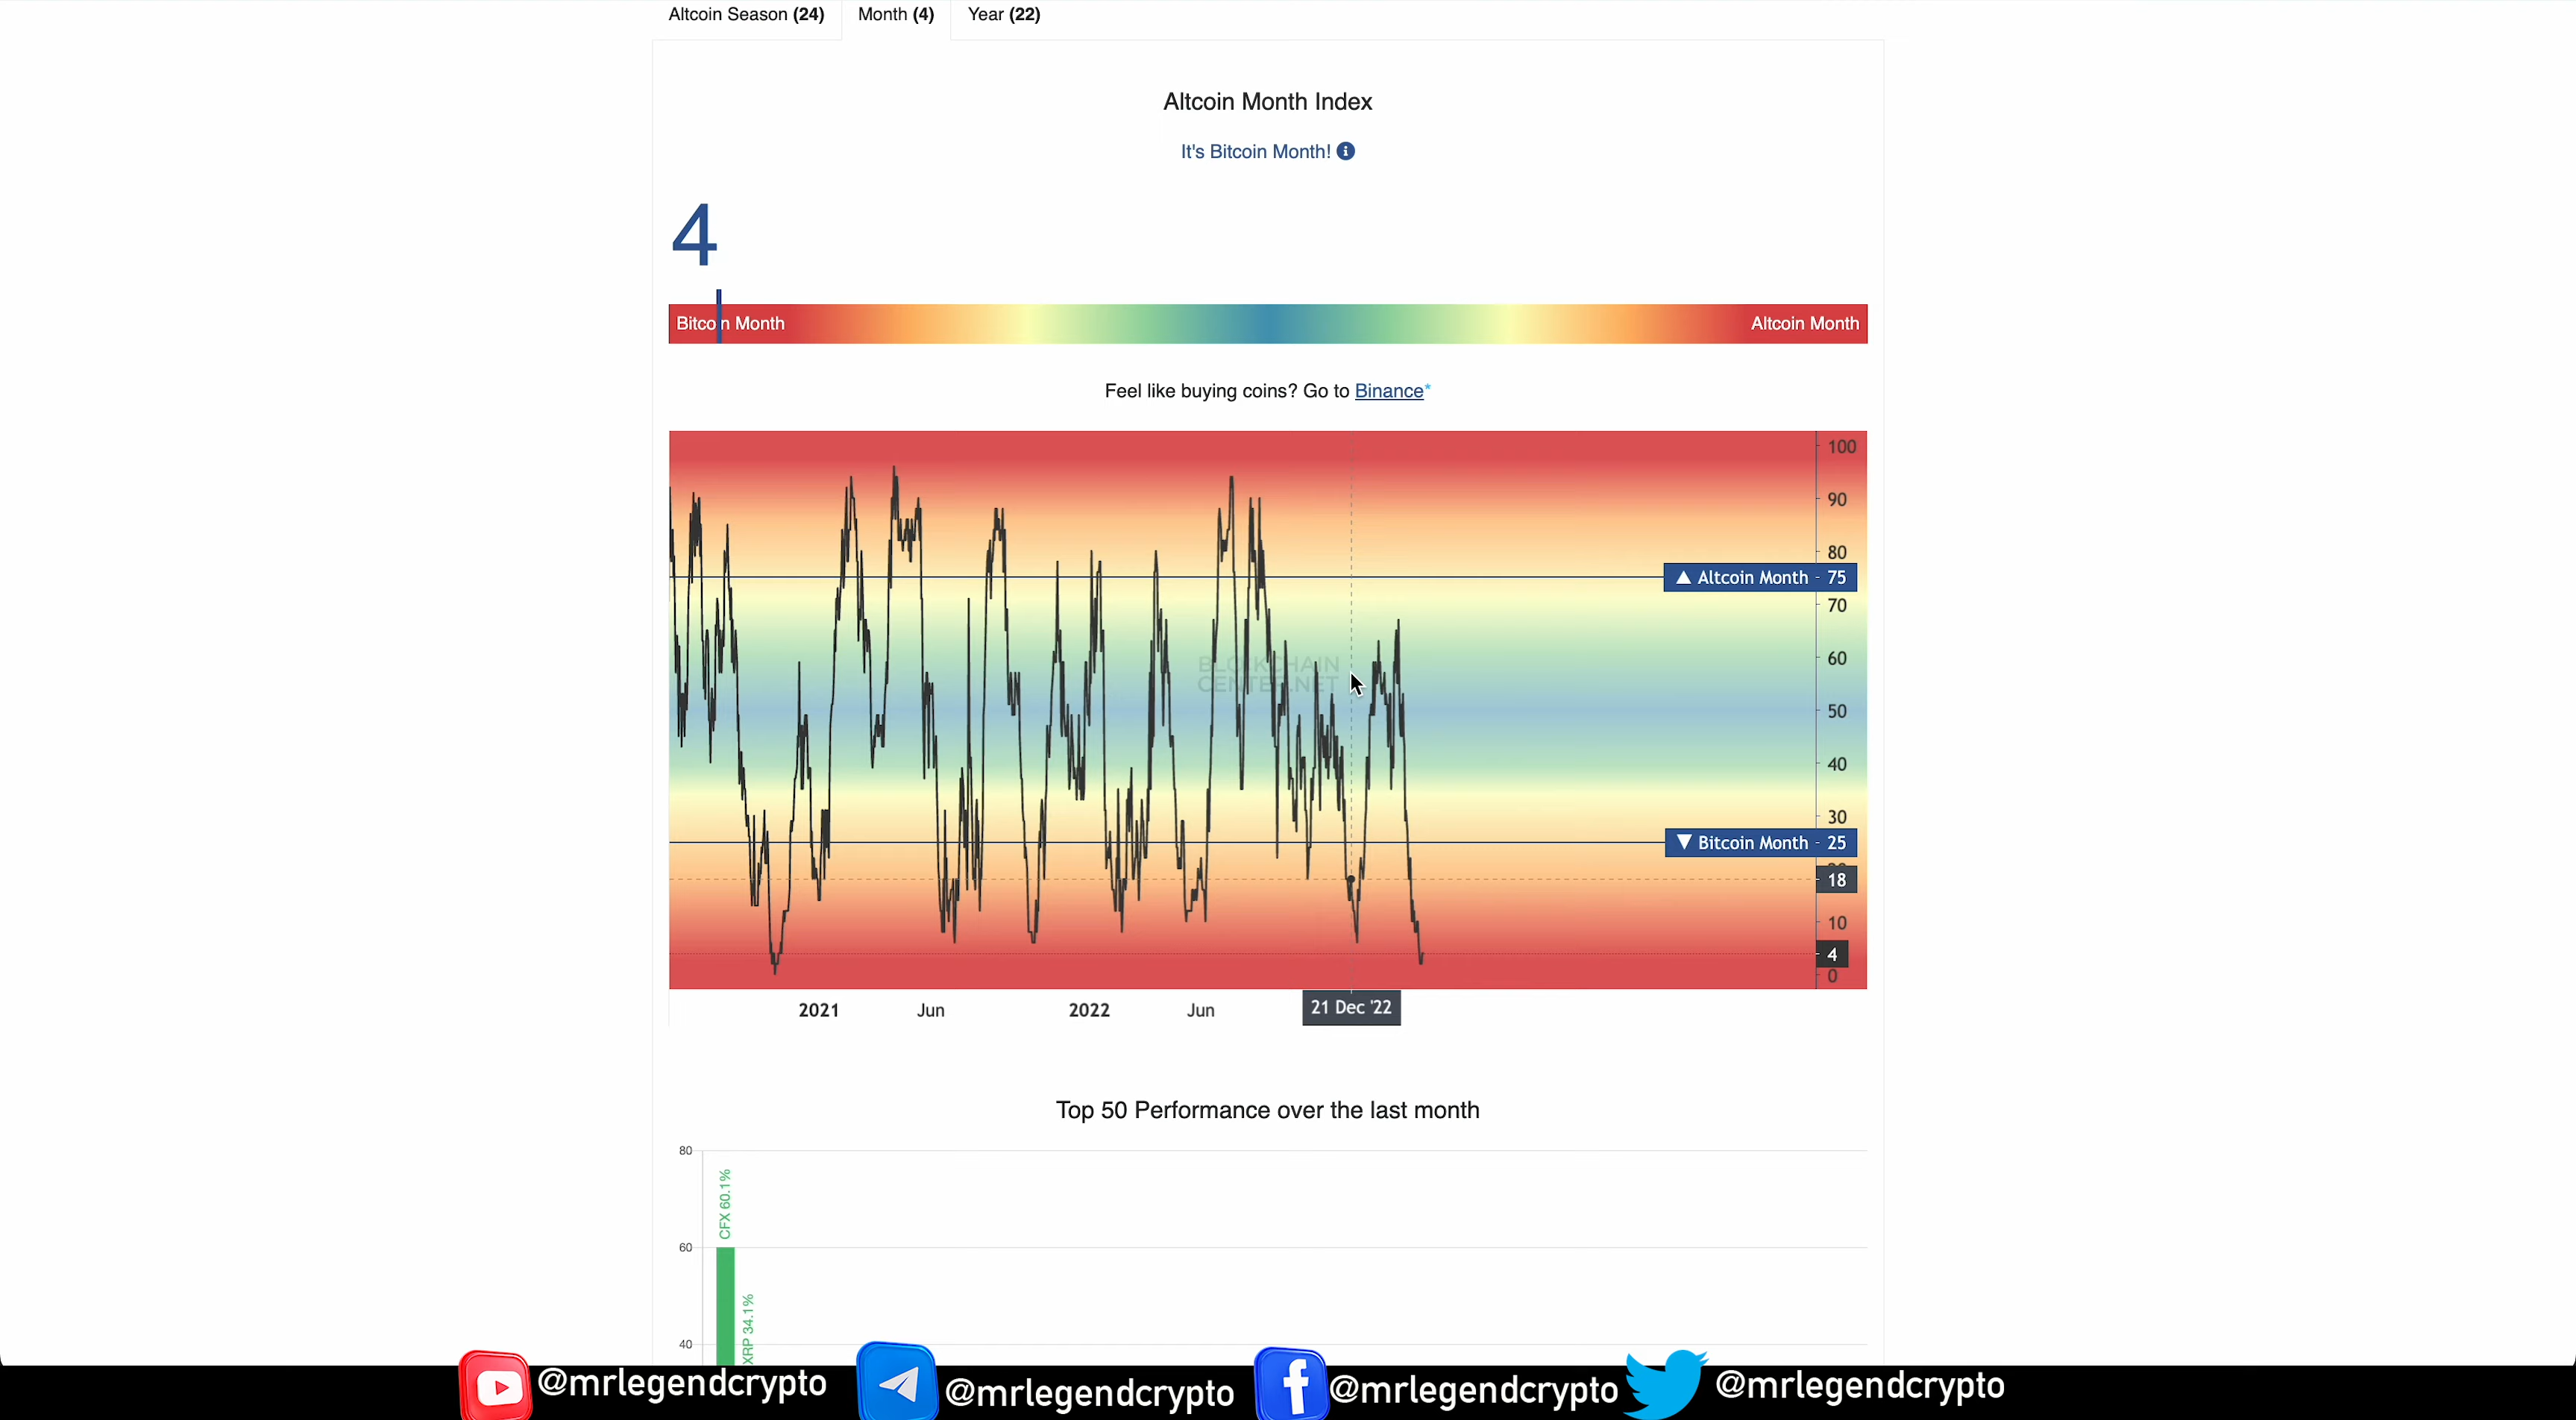 Altcoin Season (24) Month (4) Year (22)
Altcoin Month Index
It's Bitcoin Month!
4
Bitcoin Month Altcoin Month
Feel like buying coins? Go to Binance*
100
90
80
▲ Altcoin Month - 75
70
60
BLOCKCHAIN
CENTER.NET
50
40
30
▼ Bitcoin Month - 25
18
10
4
0
2021 Jun 2022 Jun 21 Dec '22
Top 50 Performance over the last month
80
CFX 60.1%
60
XRP 34.1%
40
@mrlegendcrypto @mrlegendcrypto @mrlegendcrypto @mrlegendcrypto